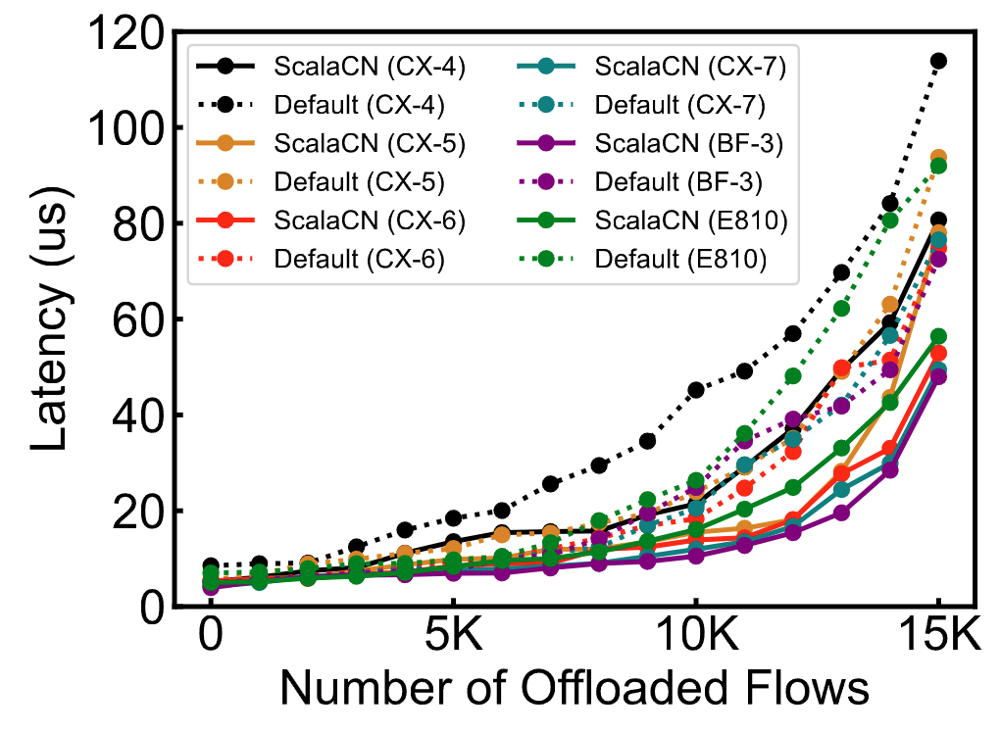 120
100
80
60
40
20
0
Latency (us)
ScalaCN (CX-4)
Default (CX-4)
ScalaCN (CX-5)
Default (CX-5)
ScalaCN (CX-6)
Default (CX-6)
ScalaCN (CX-7)
Default (CX-7)
ScalaCN (BF-3)
Default (BF-3)
ScalaCN (E810)
Default (E810)
0 5K 10K 15K
Number of Offloaded Flows